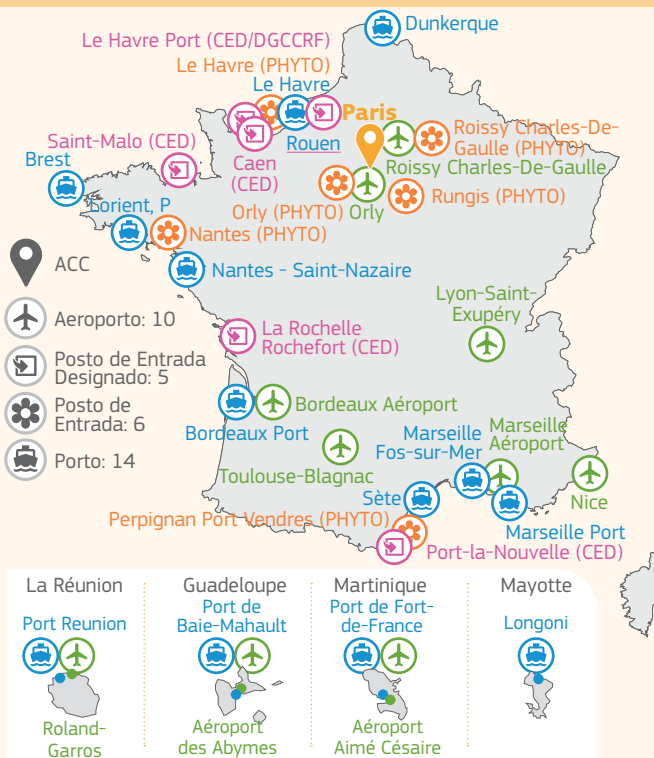 Dunkerque
Le Havre Port (CED/DGCCRF)
Le Havre (PHYTO)
Le Havre
Paris
Rouen
Roissy Charles-De-
Gaulle (PHYTO)
Roissy Charles-De-Gaulle
Saint-Malo (CED)
Caen
(CED)
Brest
Rungis (PHYTO)
Orly (PHYTO)
Orly
Lorient, P
Nantes (PHYTO)
Nantes - Saint-Nazaire
ACC
Aeroporto: 10
Posto de Entrada
Designado: 5
Posto de
Entrada: 6
Porto: 14
Lyon-Saint-
Exupéry
La Rochelle
Rochefort (CED)
Bordeaux Aéroport
Bordeaux Port
Marseille
Fos-sur-Mer
Marseille
Aéroport
Toulouse-Blagnac
Sète
Nice
Perpignan Port Vendres (PHYTO)
Marseille Port
Port-la-Nouvelle (CED)
La Réunion
Port Reunion
Roland-
Garros
Guadeloupe
Port de
Baie-Mahault
Aéroport
des Abymes
Martinique
Port de Fort-
de-France
Aéroport
Aimé Césaire
Mayotte
Longoni